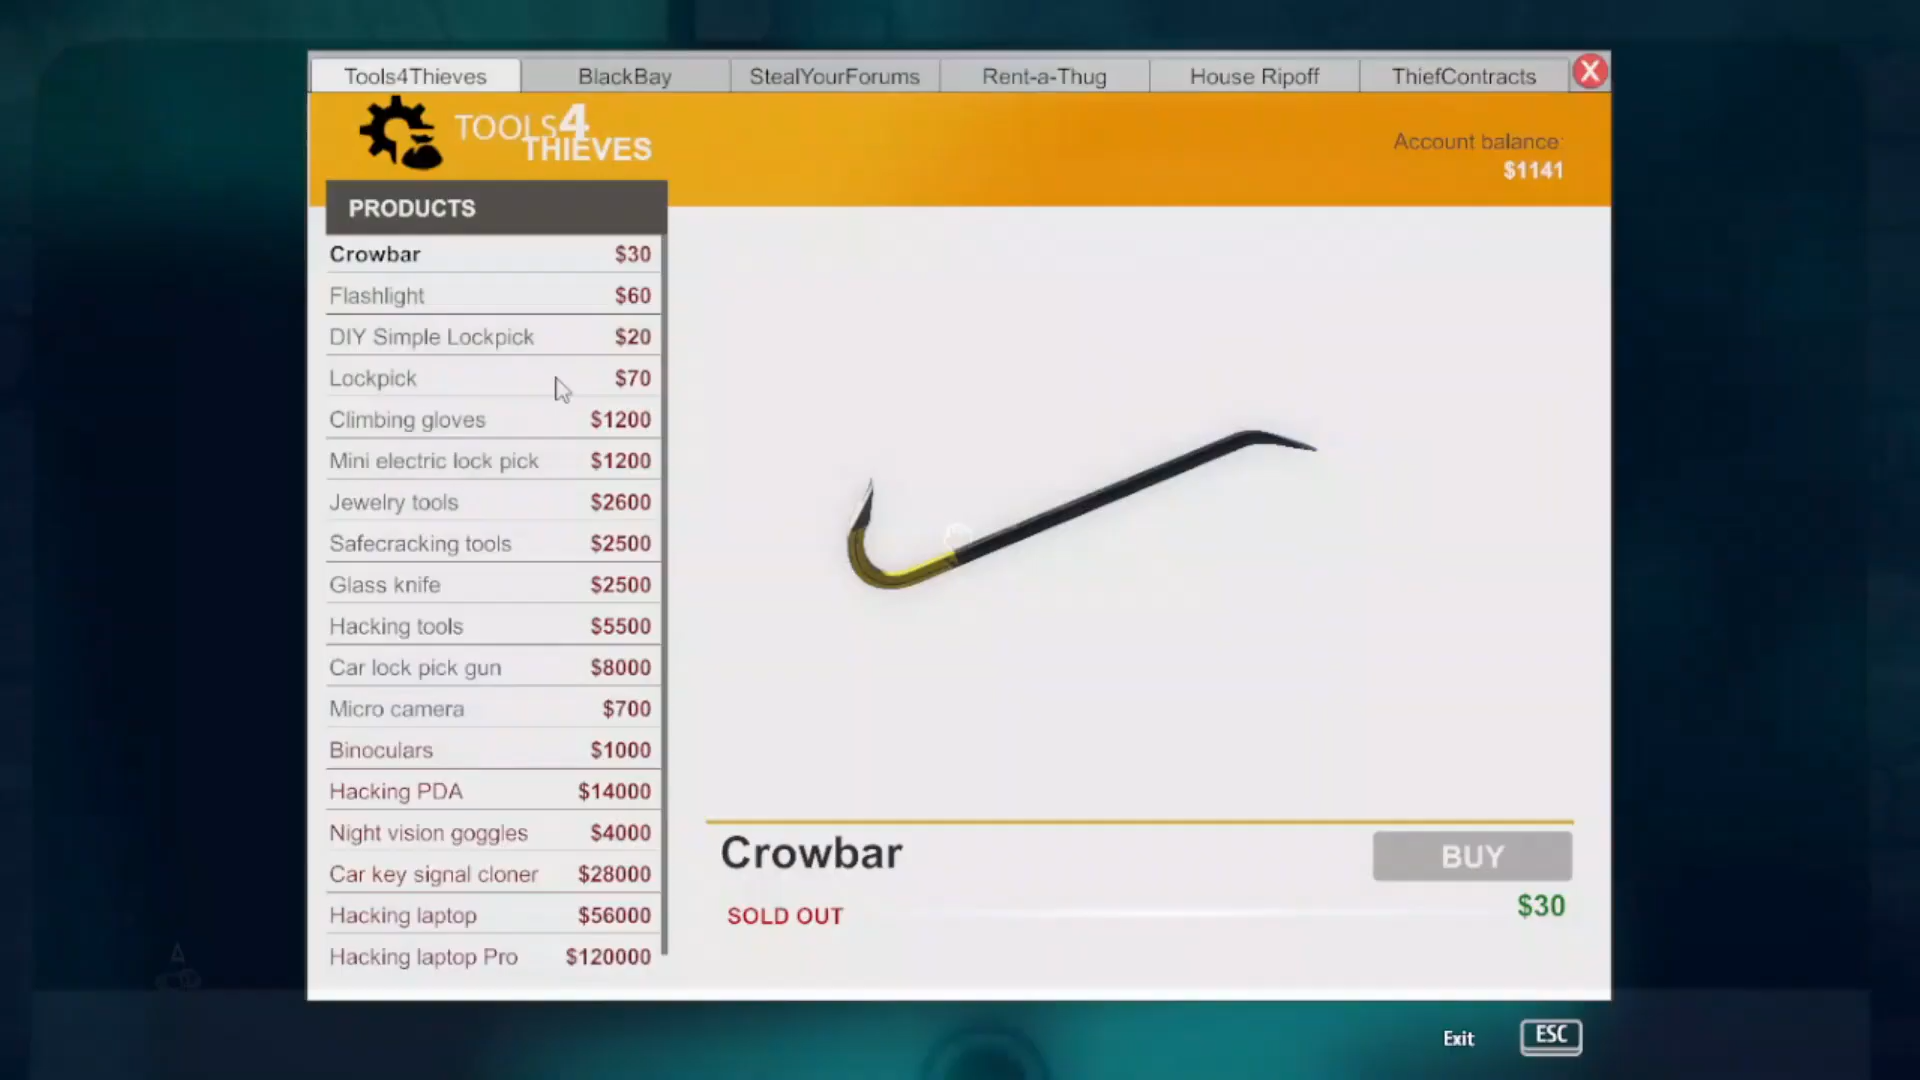 Tools4Thieves
BlackBay
StealYourForums
Rent-a-Thug
House Ripoff
ThiefContracts
X
TOOLS4
THIEVES
Account balance:
$1141
PRODUCTS
Crowbar $30
Flashlight $60
DIY Simple Lockpick $20
Lockpick $70
Climbing gloves $1200
Mini electric lock pick $1200
Jewelry tools $2600
Safecracking tools $2500
Glass knife $2500
Hacking tools $5500
Car lock pick gun $8000
Micro camera $700
Binoculars $1000
Hacking PDA $14000
Night vision goggles $4000
Car key signal cloner $28000
Hacking laptop $56000
Hacking laptop Pro $120000
Crowbar
BUY
SOLD OUT
$30
Exit ESC